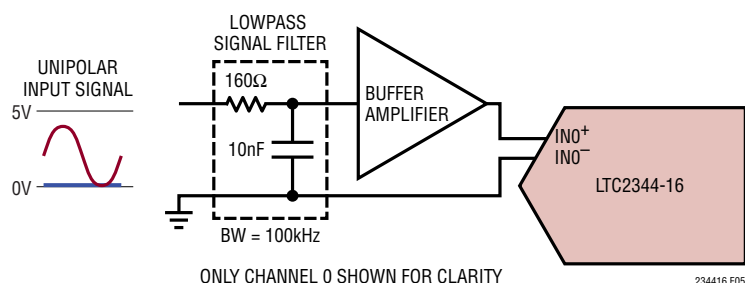 LOWPASS
SIGNAL FILTER
UNIPOLAR
INPUT SIGNAL
160Ω
BUFFER
AMPLIFIER
5V
IN0+
IN0−
10nF
LTC2344-16
0V
BW = 100kHz
ONLY CHANNEL 0 SHOWN FOR CLARITY
234416 F05